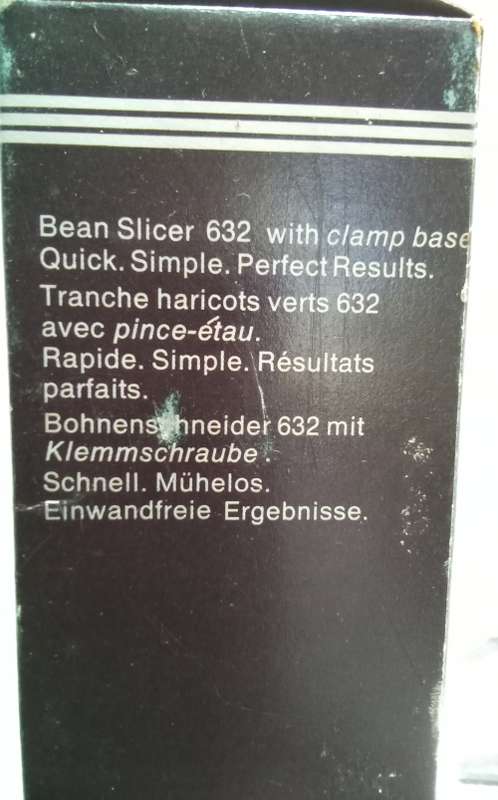 Bean Slicer 632 with clamp base
Quick. Simple. Perfect Results.
Tranche haricots verts 632
avec pince-étau.
Rapide. Simple. Résultats
parfaits.
Bohnenschneider 632 mit
Klemmschraube.
Schnell. Mühelos.
Einwandfreie Ergebnisse.